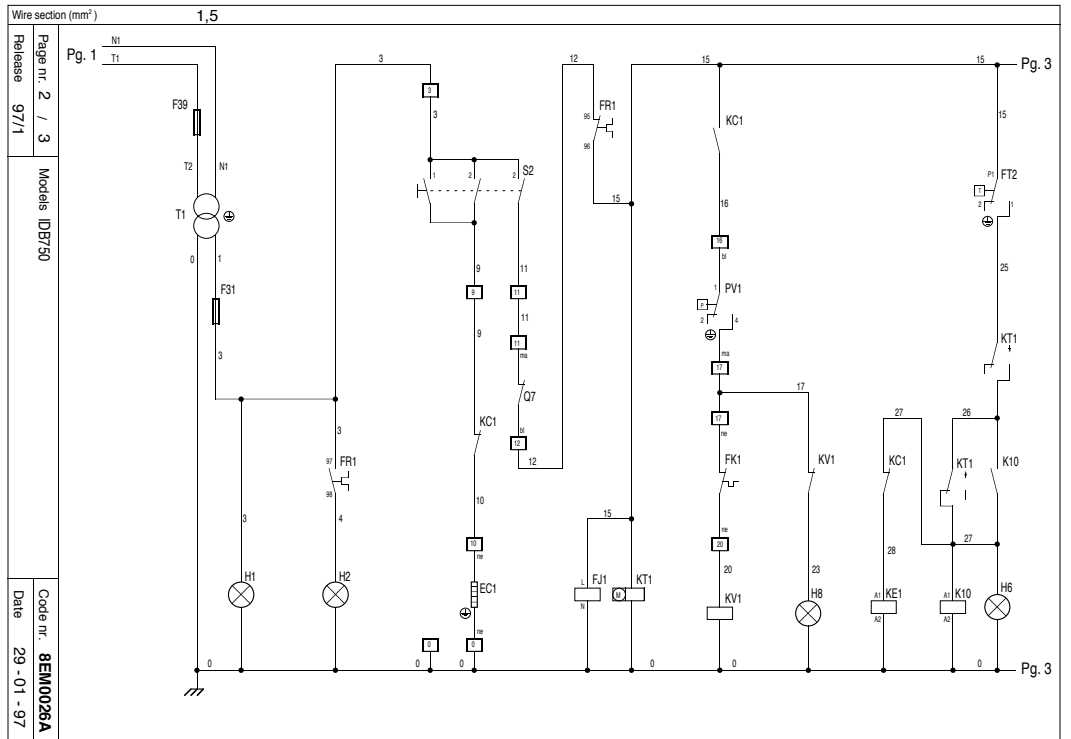 Wire section (mm²) 1,5
Page nr. 2 / 3
Release 97/1
Models IDB750
Code nr. 8EM0026A
Date 29 - 01 - 97
Pg. 1
N1
T1
3
12
15
15
Pg. 3
F39
T2
N1
T1
0
1
F31
3
3
3
1
2
2
S2
95
FR1
96
15
KC1
16
16
bl
1
PV1
P
2
4
ma
17
17
17
ne
15
P1
FT2
T
2
1
25
KT1
9
11
9
11
9
11
11
ma
Q7
bl
12
12
KC1
10
10
ne
EC1
ne
0
0
3
97
FR1
98
4
3
H1
H2
15
L
FJ1
N
M
KT1
FK1
ne
20
20
KV1
KV1
23
H8
27
26
KC1
KT1
K10
27
28
A1
KE1
A2
A1
K10
A2
H6
0
0
0
0
0
0
Pg. 3